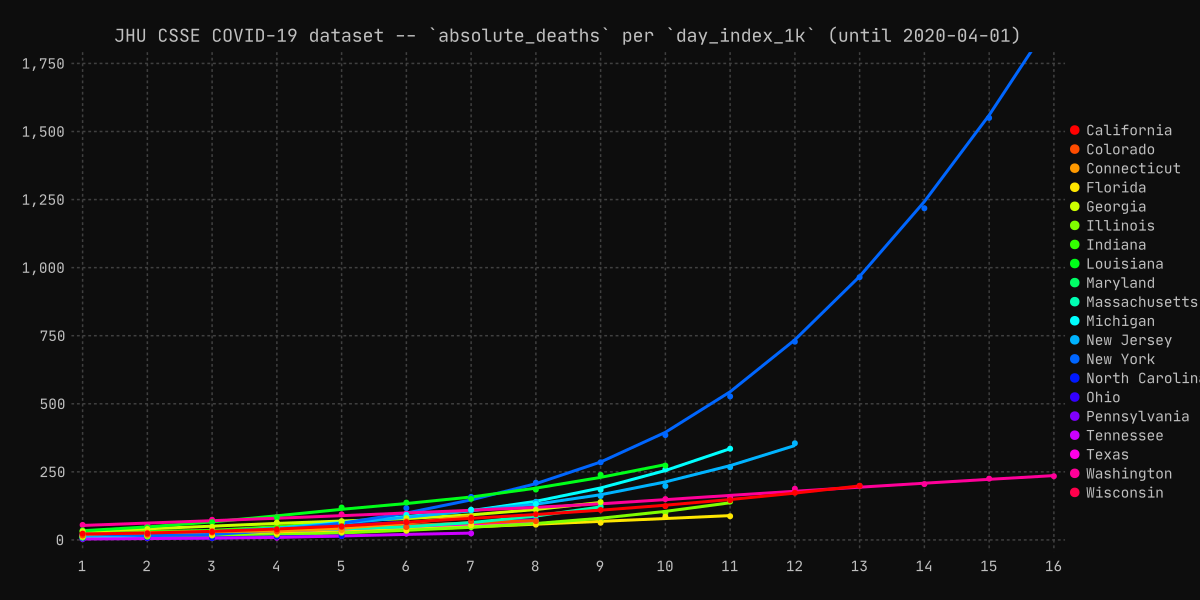 JHU CSSE COVID-19 dataset -- `absolute_deaths` per `day_index_1k` (until 2020-04-01)
1,750
1,500
1,250
1,000
750
500
250
0
1 2 3 4 5 6 7 8 9 10 11 12 13 14 15 16
California
Colorado
Connecticut
Florida
Georgia
Illinois
Indiana
Louisiana
Maryland
Massachusetts
Michigan
New Jersey
New York
North Carolin
Ohio
Pennsylvania
Tennessee
Texas
Washington
Wisconsin